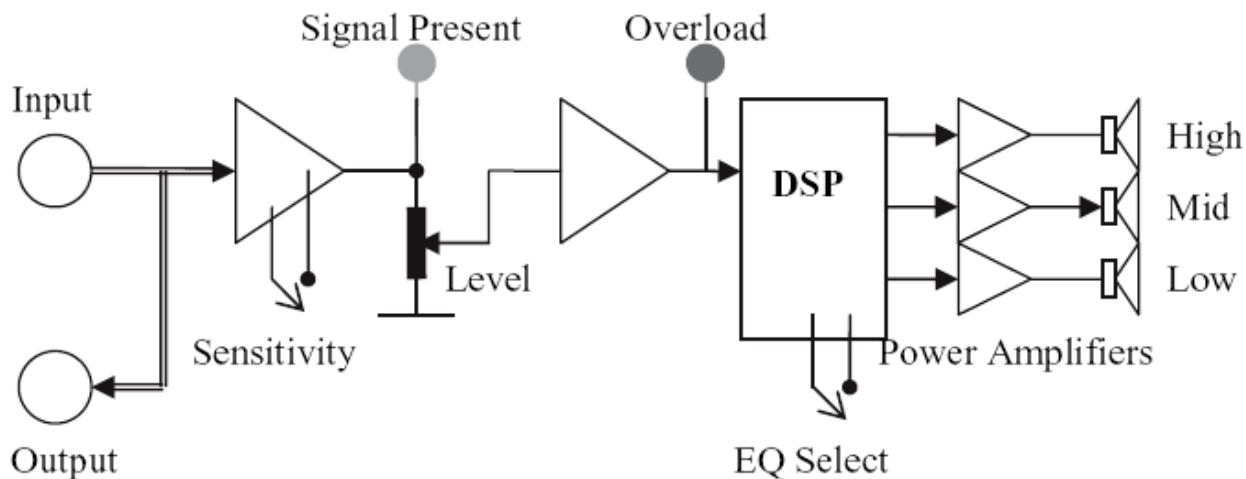 Signal Present
Overload
Input
High
DSP
Mid
Level
Low
Sensitivity
Power Amplifiers
Output
EQ Select